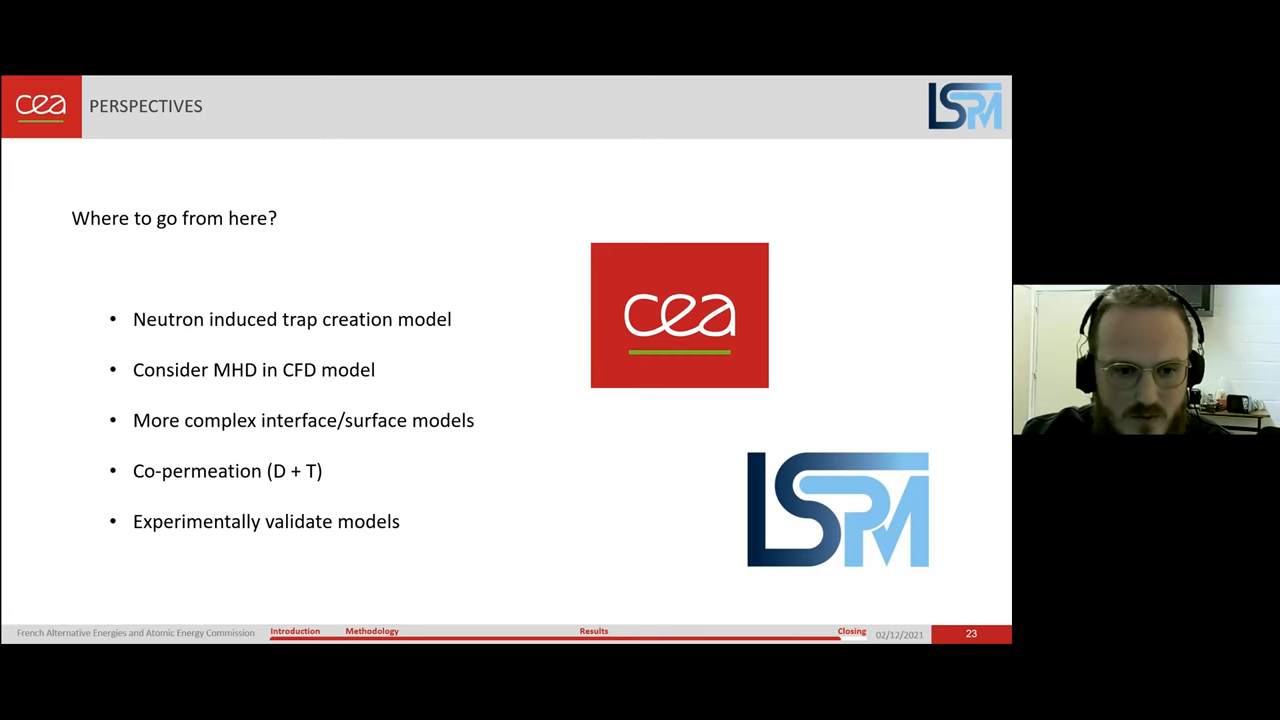 cea
PERSPECTIVES
LSPM
Where to go from here?
• Neutron induced trap creation model
• Consider MHD in CFD model
• More complex interface/surface models
• Co-permeation (D + T)
• Experimentally validate models
cea
LSPM
French Alternative Energies and Atomic Energy Commission Introduction Methodology Results Closing 02/12/2021 23